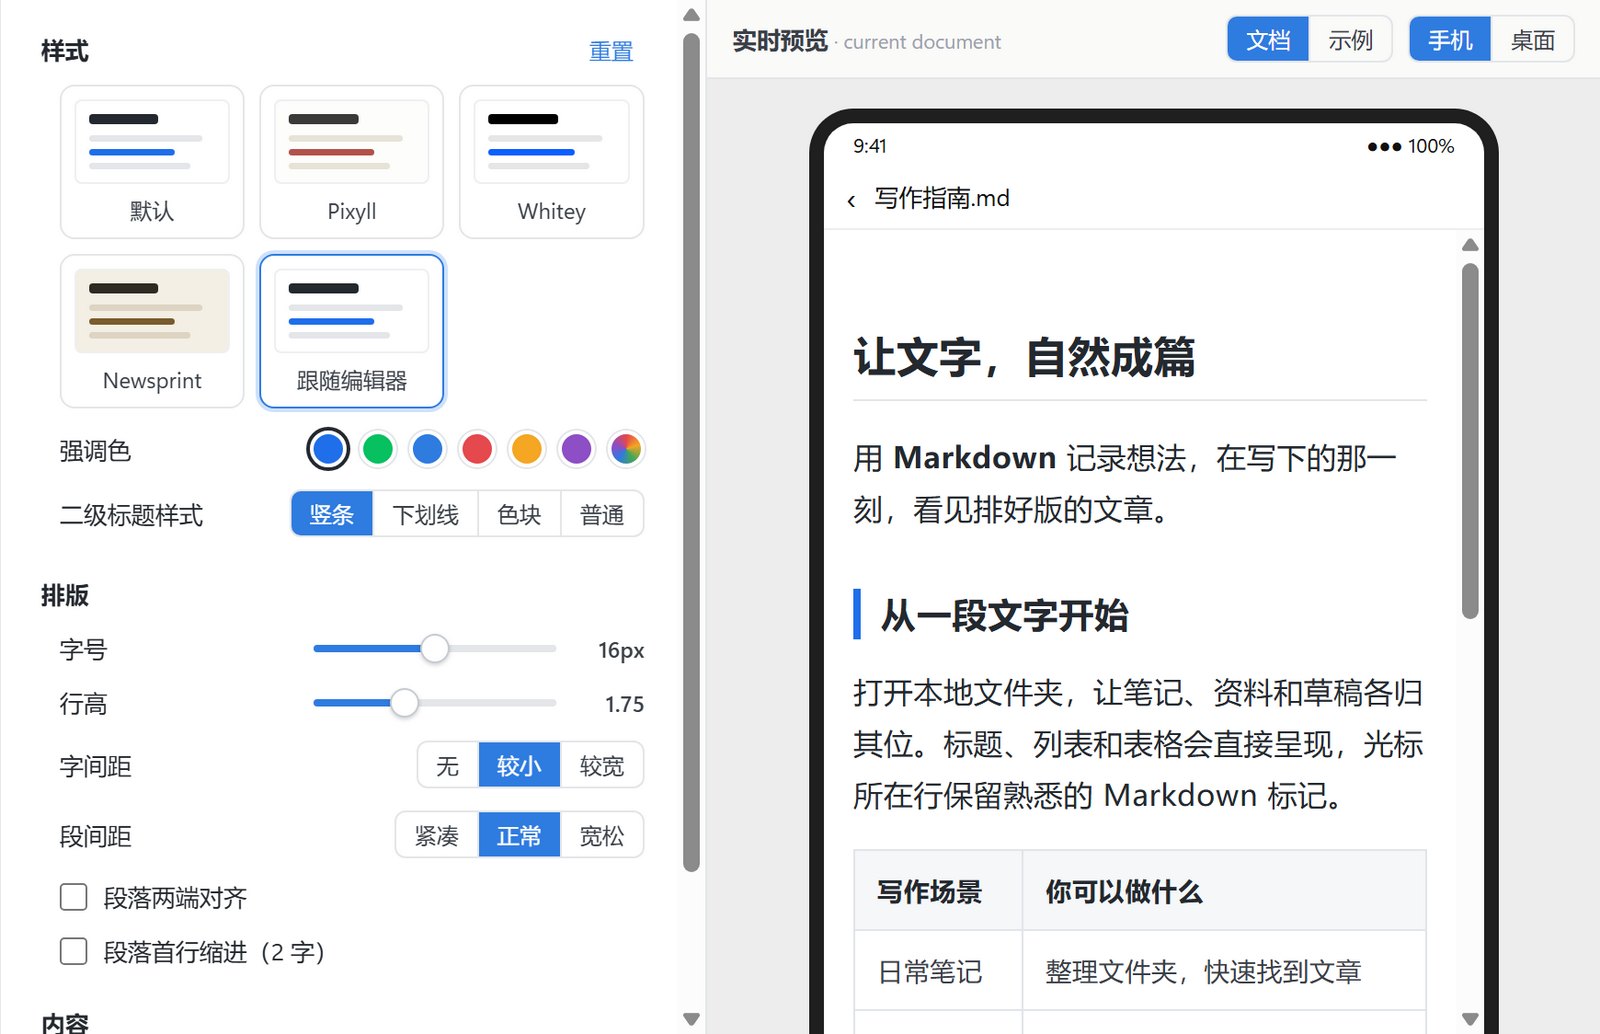 样式
重置
默认
Pixyll
Whitey
Newsprint
跟随编辑器
强调色
二级标题样式
竖条
下划线
色块
普通
排版
字号
16px
行高
1.75
字间距
无
较小
较宽
段间距
紧凑
正常
宽松
段落两端对齐
段落首行缩进（2 字）
内容
实时预览 · current document
文档
示例
手机
桌面
9:41
●●● 100%
‹ 写作指南.md
让文字，自然成篇
用 Markdown 记录想法，在写下的那一
刻，看见排好版的文章。
从一段文字开始
打开本地文件夹，让笔记、资料和草稿各归
其位。标题、列表和表格会直接呈现，光标
所在行保留熟悉的 Markdown 标记。
写作场景
你可以做什么
日常笔记
整理文件夹，快速找到文章